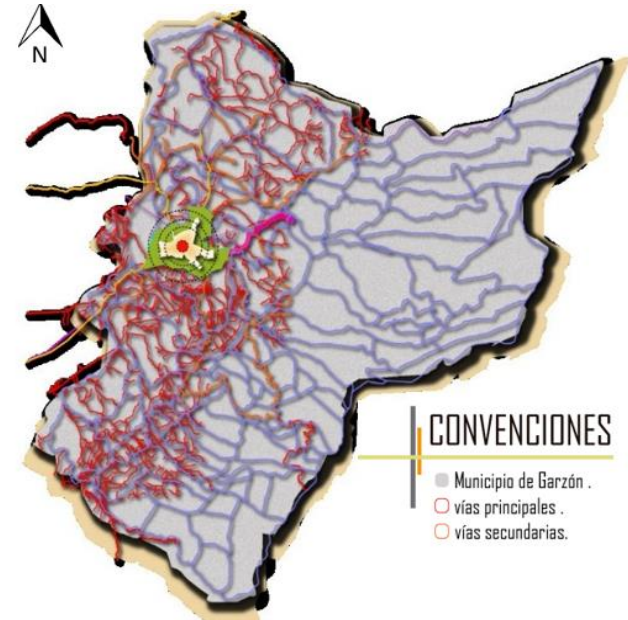 N
CONVENCIONES
Municipio de Garzón .
vías principales .
vías secundarias.